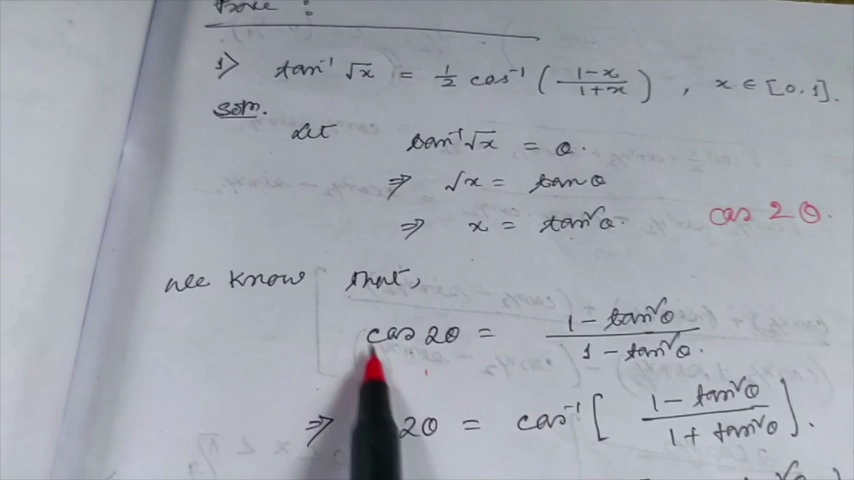 Prove :
1) tan⁻¹ √x = 1/2 cos⁻¹ ( (1-x)/(1+x) ) , x ∈ [0,1].
Soln.
Let tan⁻¹√x = θ.
⇒ √x = tanθ
⇒ x = tan²θ. cos 2θ.
We know that,
cos 2θ = (1 - tan²θ)/(1 - tan²θ).
⇒ 2θ = cos⁻¹ [ (1 - tan²θ)/(1 + tan²θ) ].